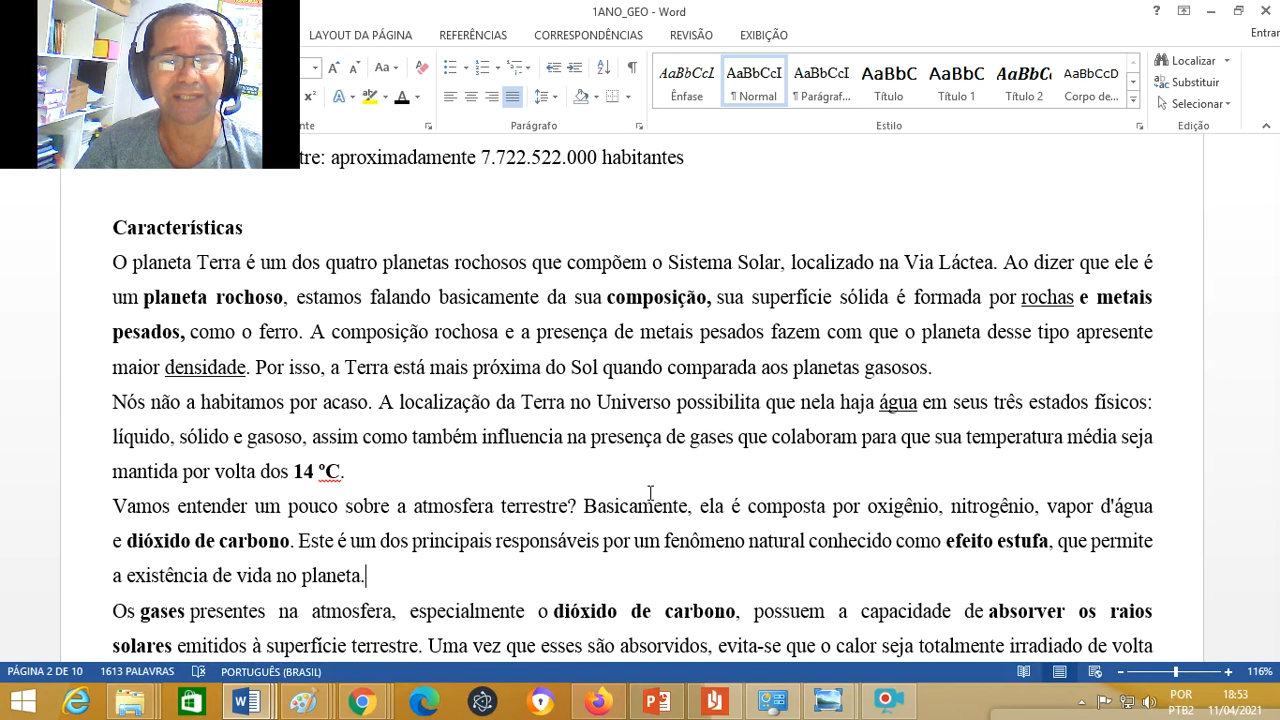 1ANO_GEO - Word
?
LAYOUT DA PÁGINA REFERÊNCIAS CORRESPONDÊNCIAS REVISÃO EXIBIÇÃO
Entrar
Aa
AaBbCcI AaBbCcI AaBbCcI AaBbC AaBbC AaBbCc AaBbCcD
Ênfase ¶ Normal ¶ Parágraf... Título Título 1 Título 2 Corpo de...
Localizar
Substituir
Selecionar
Parágrafo
Estilo
Edição
tre: aproximadamente 7.722.522.000 habitantes
Características
O planeta Terra é um dos quatro planetas rochosos que compõem o Sistema Solar, localizado na Via Láctea. Ao dizer que ele é
um planeta rochoso, estamos falando basicamente da sua composição, sua superfície sólida é formada por rochas e metais
pesados, como o ferro. A composição rochosa e a presença de metais pesados fazem com que o planeta desse tipo apresente
maior densidade. Por isso, a Terra está mais próxima do Sol quando comparada aos planetas gasosos.
Nós não a habitamos por acaso. A localização da Terra no Universo possibilita que nela haja água em seus três estados físicos:
líquido, sólido e gasoso, assim como também influencia na presença de gases que colaboram para que sua temperatura média seja
mantida por volta dos 14 ºC.
Vamos entender um pouco sobre a atmosfera terrestre? Basicamente, ela é composta por oxigênio, nitrogênio, vapor d'água
e dióxido de carbono. Este é um dos principais responsáveis por um fenômeno natural conhecido como efeito estufa, que permite
a existência de vida no planeta.
Os gases presentes na atmosfera, especialmente o dióxido de carbono, possuem a capacidade de absorver os raios
solares emitidos à superfície terrestre. Uma vez que esses são absorvidos, evita-se que o calor seja totalmente irradiado de volta
PÁGINA 2 DE 10 1613 PALAVRAS PORTUGUÊS (BRASIL)
116%
POR
PTB2
18:53
11/04/2021